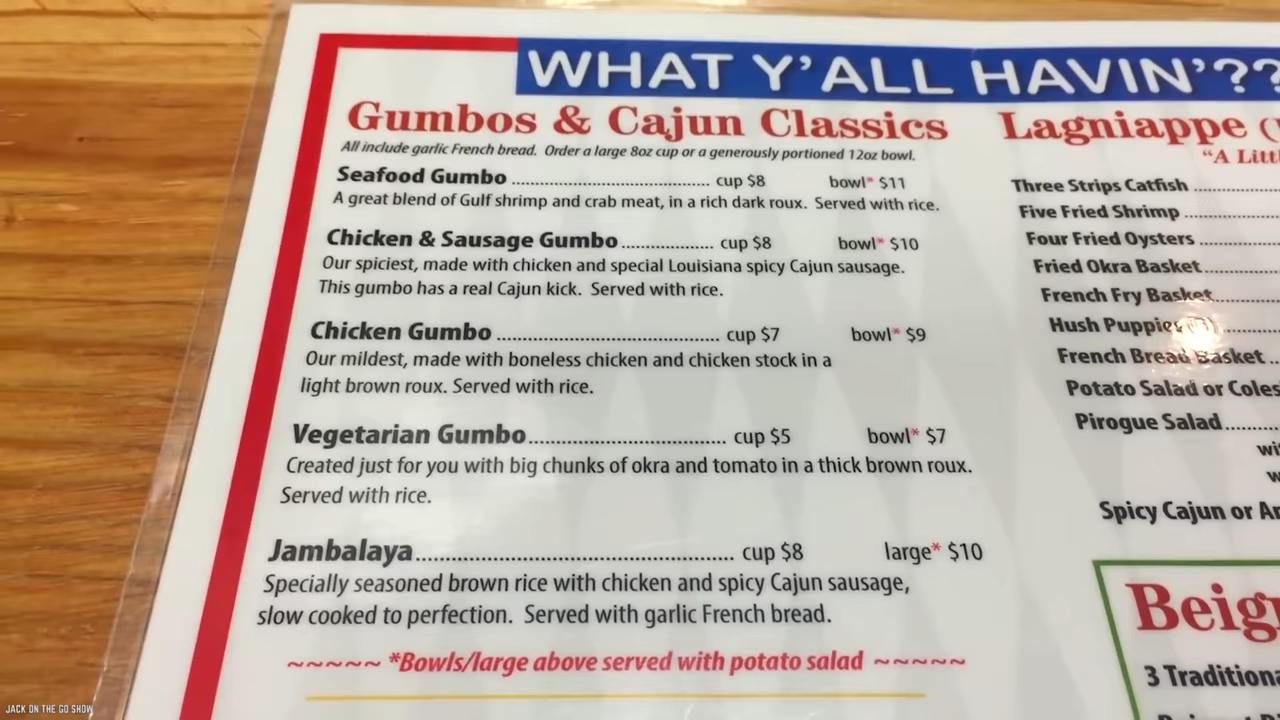 WHAT Y'ALL HAVIN'??
Gumbos & Cajun Classics
All include garlic French bread. Order a large 8oz cup or a generously portioned 12oz bowl.
Seafood Gumbo ........................................ cup $8 bowl* $11
A great blend of Gulf shrimp and crab meat, in a rich dark roux. Served with rice.
Chicken & Sausage Gumbo .................. cup $8 bowl* $10
Our spiciest, made with chicken and special Louisiana spicy Cajun sausage.
This gumbo has a real Cajun kick. Served with rice.
Chicken Gumbo ................................................ cup $7 bowl* $9
Our mildest, made with boneless chicken and chicken stock in a
light brown roux. Served with rice.
Vegetarian Gumbo..................................... cup $5 bowl* $7
Created just for you with big chunks of okra and tomato in a thick brown roux.
Served with rice.
Jambalaya......................................................... cup $8 large* $10
Specially seasoned brown rice with chicken and spicy Cajun sausage,
slow cooked to perfection. Served with garlic French bread.
~~~~~ *Bowls/large above served with potato salad ~~~~~
Lagniappe (
"A Litt
Three Strips Catfish ................
Five Fried Shrimp ................
Four Fried Oysters ..............
Fried Okra Basket..............
French Fry Basket............
Hush Puppies ...........
French Bread Basket ..
Potato Salad or Coles
Pirogue Salad.........
wi
w
Spicy Cajun or Ar
Beign
3 Traditiona
JACK ON THE GO SHOW